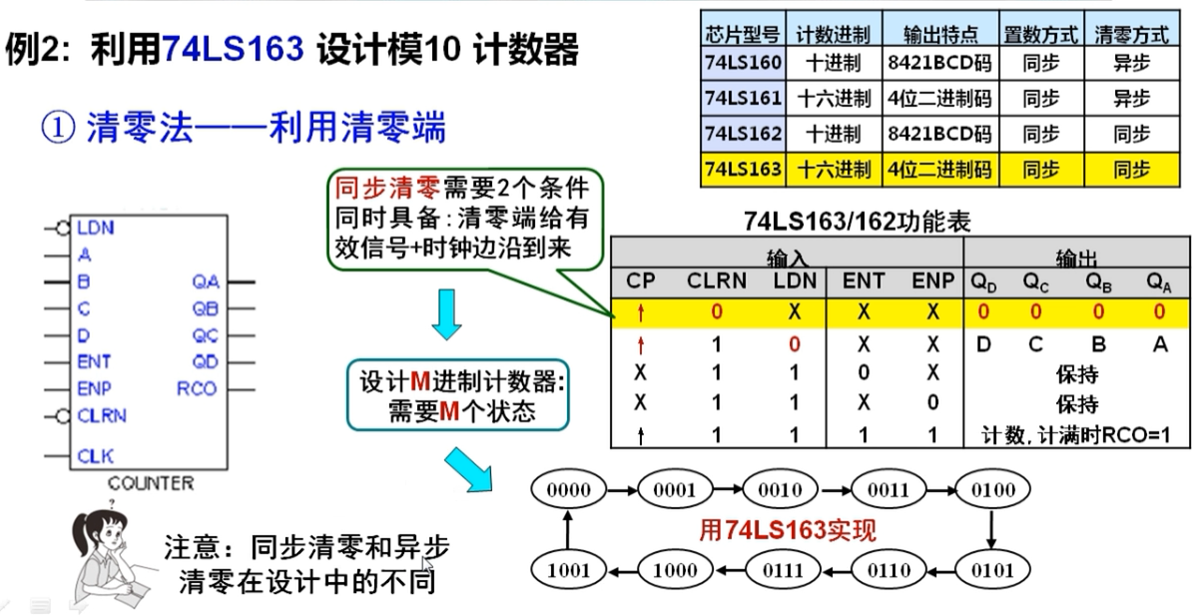 例2：利用74LS163 设计模10 计数器
① 清零法——利用清零端
芯片型号 计数进制 输出特点 置数方式 清零方式
74LS160 十进制 8421BCD码 同步 异步
74LS161 十六进制 4位二进制码 同步 异步
74LS162 十进制 8421BCD码 同步 同步
74LS163 十六进制 4位二进制码 同步 同步
同步清零需要2个条件
同时具备：清零端给有
效信号+时钟边沿到来
74LS163/162功能表
输入 输出
CP CLRN LDN ENT ENP QD QC QB QA
↑ 0 X X X 0 0 0 0
↑ 1 0 X X D C B A
X 1 1 0 X 保持
X 1 1 X 0 保持
↑ 1 1 1 1 计数，计满时RCO=1
LDN
A
B QA
C QB
D QC
ENT QD
ENP RCO
CLRN
CLK
COUNTER
设计M进制计数器:
需要M个状态
0000 0001 0010 0011 0100
用74LS163实现
1001 1000 0111 0110 0101
?
注意：同步清零和异步
清零在设计中的不同